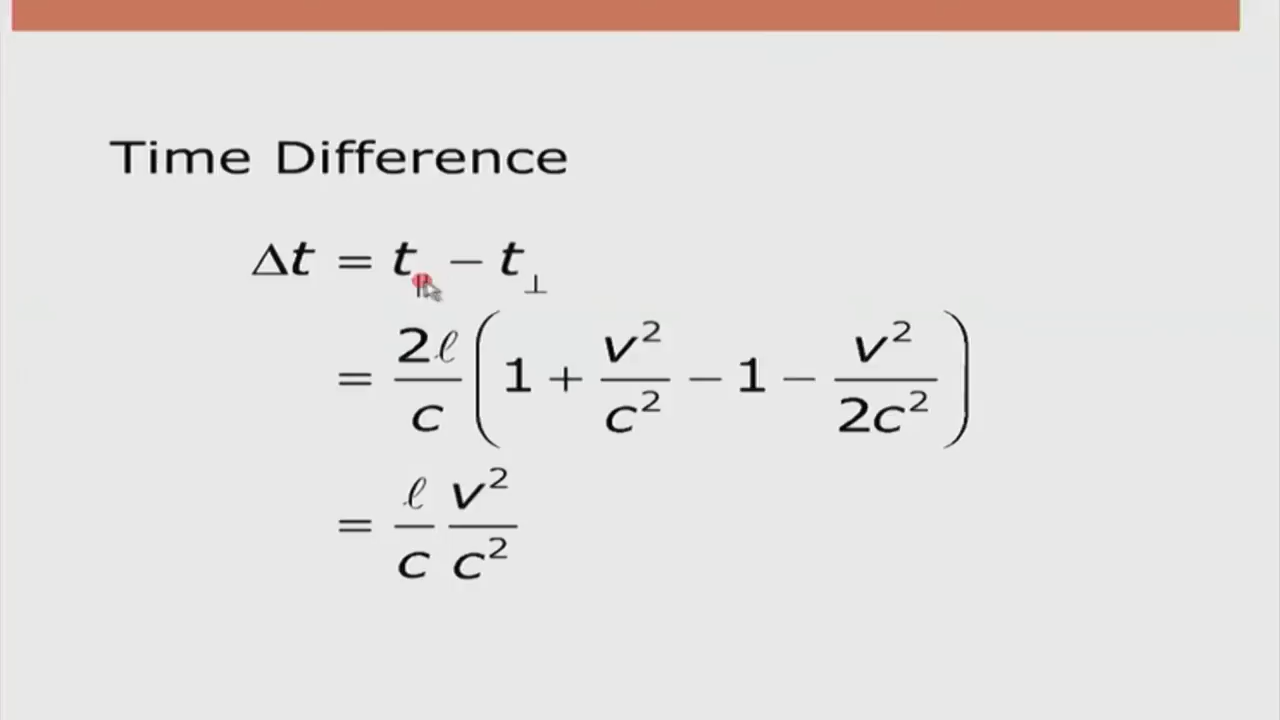 Time Difference
Δt = t∥ − t⊥
= 2ℓ/c (1 + v²/c² − 1 − v²/2c²)
= ℓ/c v²/c²